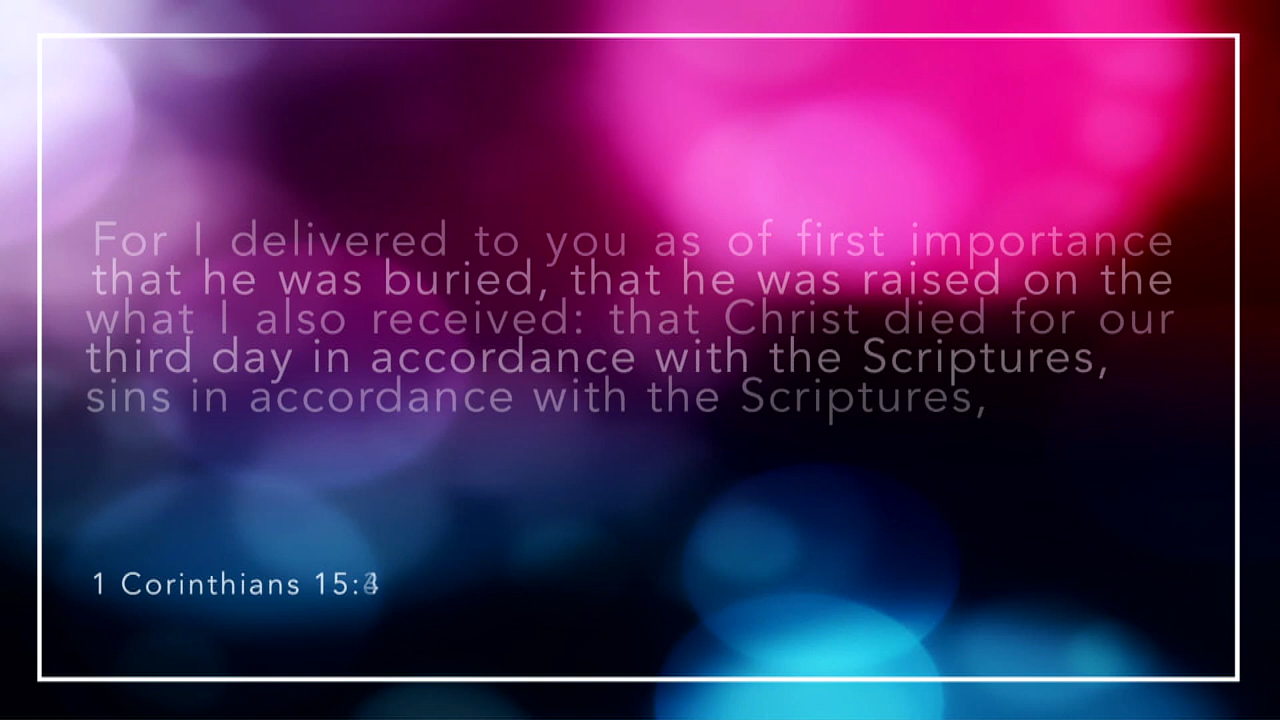 For I delivered to you as of first importance
that he was buried, that he was raised on the
what I also received: that Christ died for our
third day in accordance with the Scriptures,
sins in accordance with the Scriptures,
1 Corinthians 15: